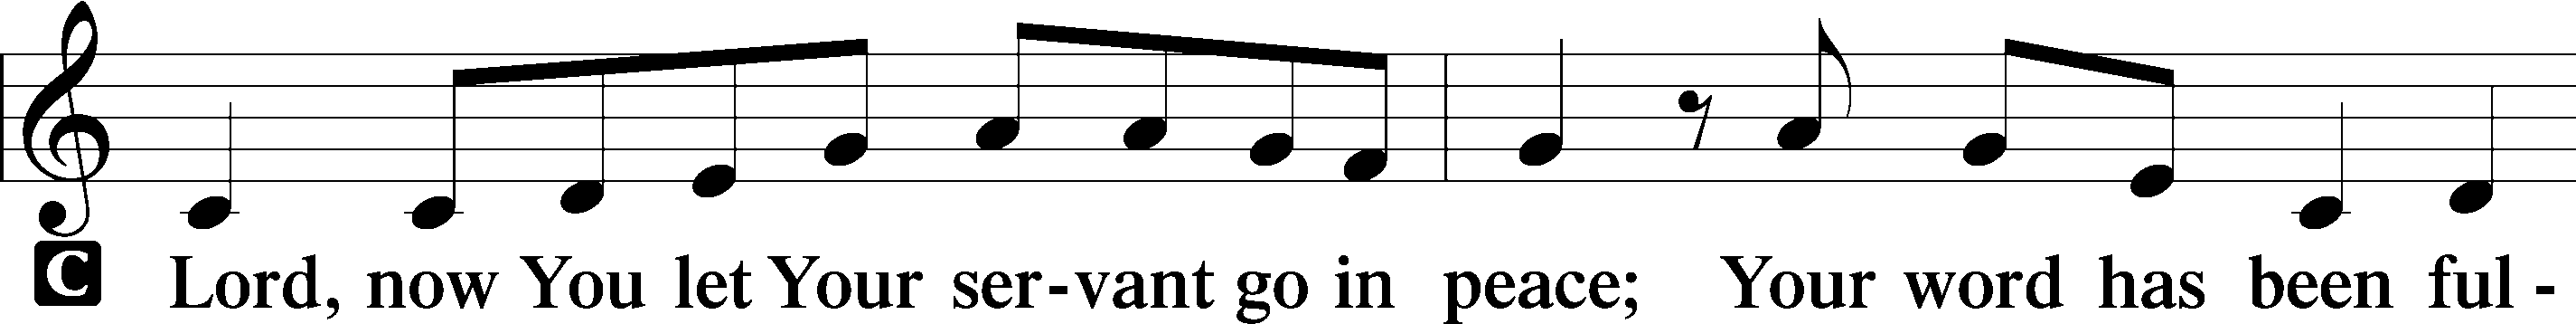 C Lord, now You let Your ser-vant go in peace; Your word has been ful-